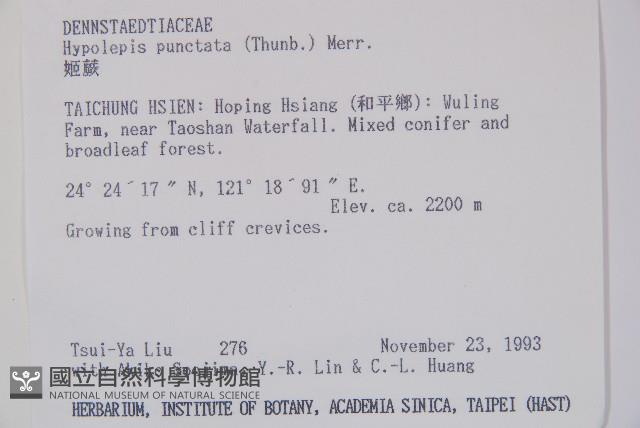 DENNSTAEDTIACEAE
Hypolepis punctata (Thunb.) Merr.
姬蕨
TAICHUNG HSIEN: Hoping Hsiang (和平鄉): Wuling
Farm, near Taoshan Waterfall. Mixed conifer and
broadleaf forest.
24° 24´17 ″ N, 121° 18´91 ″ E.
Elev. ca. 2200 m
Growing from cliff crevices.
Tsui-Ya Liu 276 November 23, 1993
with Y.-R. Lin & C.-L. Huang
國立自然科學博物館
NATIONAL MUSEUM OF NATURAL SCIENCE
HERBARIUM, INSTITUTE OF BOTANY, ACADEMIA SINICA, TAIPEI (HAST)